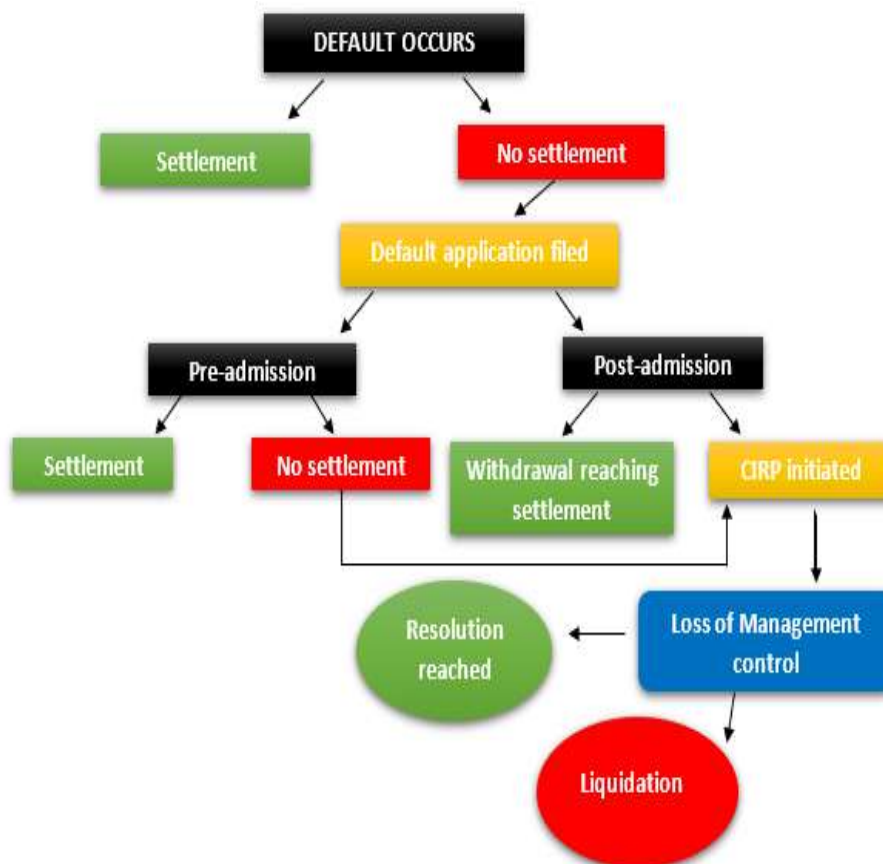 DEFAULT OCCURS
Settlement
No settlement
Default application filed
Pre-admission
Post-admission
Settlement
No settlement
Withdrawal reaching
settlement
CIRP initiated
Resolution
reached
Loss of Management
control
Liquidation